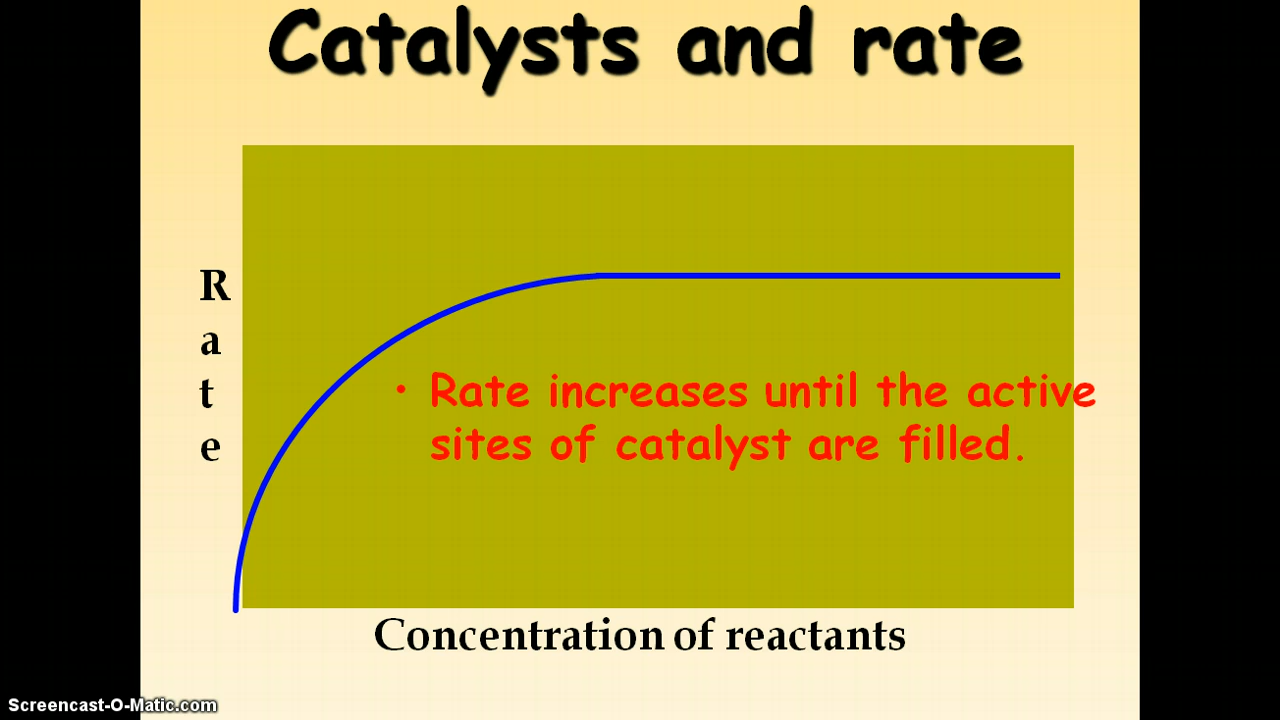 Catalysts and rate
R
a
t
e
• Rate increases until the active
sites of catalyst are filled.
Concentration of reactants
Screencast-O-Matic.com